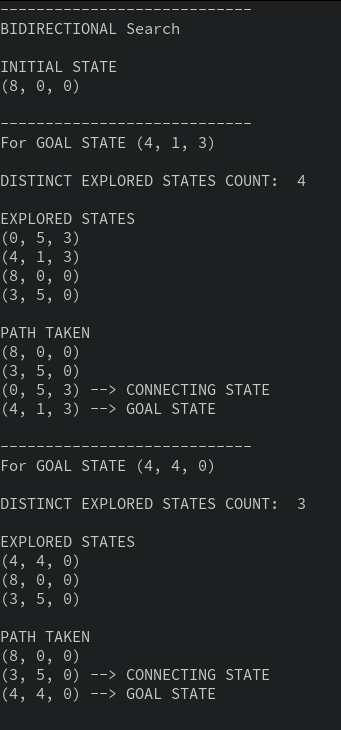 ----------------------------
BIDIRECTIONAL Search
INITIAL STATE
(8, 0, 0)
----------------------------
For GOAL STATE (4, 1, 3)
DISTINCT EXPLORED STATES COUNT:  4
EXPLORED STATES
(0, 5, 3)
(4, 1, 3)
(8, 0, 0)
(3, 5, 0)
PATH TAKEN
(8, 0, 0)
(3, 5, 0)
(0, 5, 3) --> CONNECTING STATE
(4, 1, 3) --> GOAL STATE
----------------------------
For GOAL STATE (4, 4, 0)
DISTINCT EXPLORED STATES COUNT:  3
EXPLORED STATES
(4, 4, 0)
(8, 0, 0)
(3, 5, 0)
PATH TAKEN
(8, 0, 0)
(3, 5, 0) --> CONNECTING STATE
(4, 4, 0) --> GOAL STATE